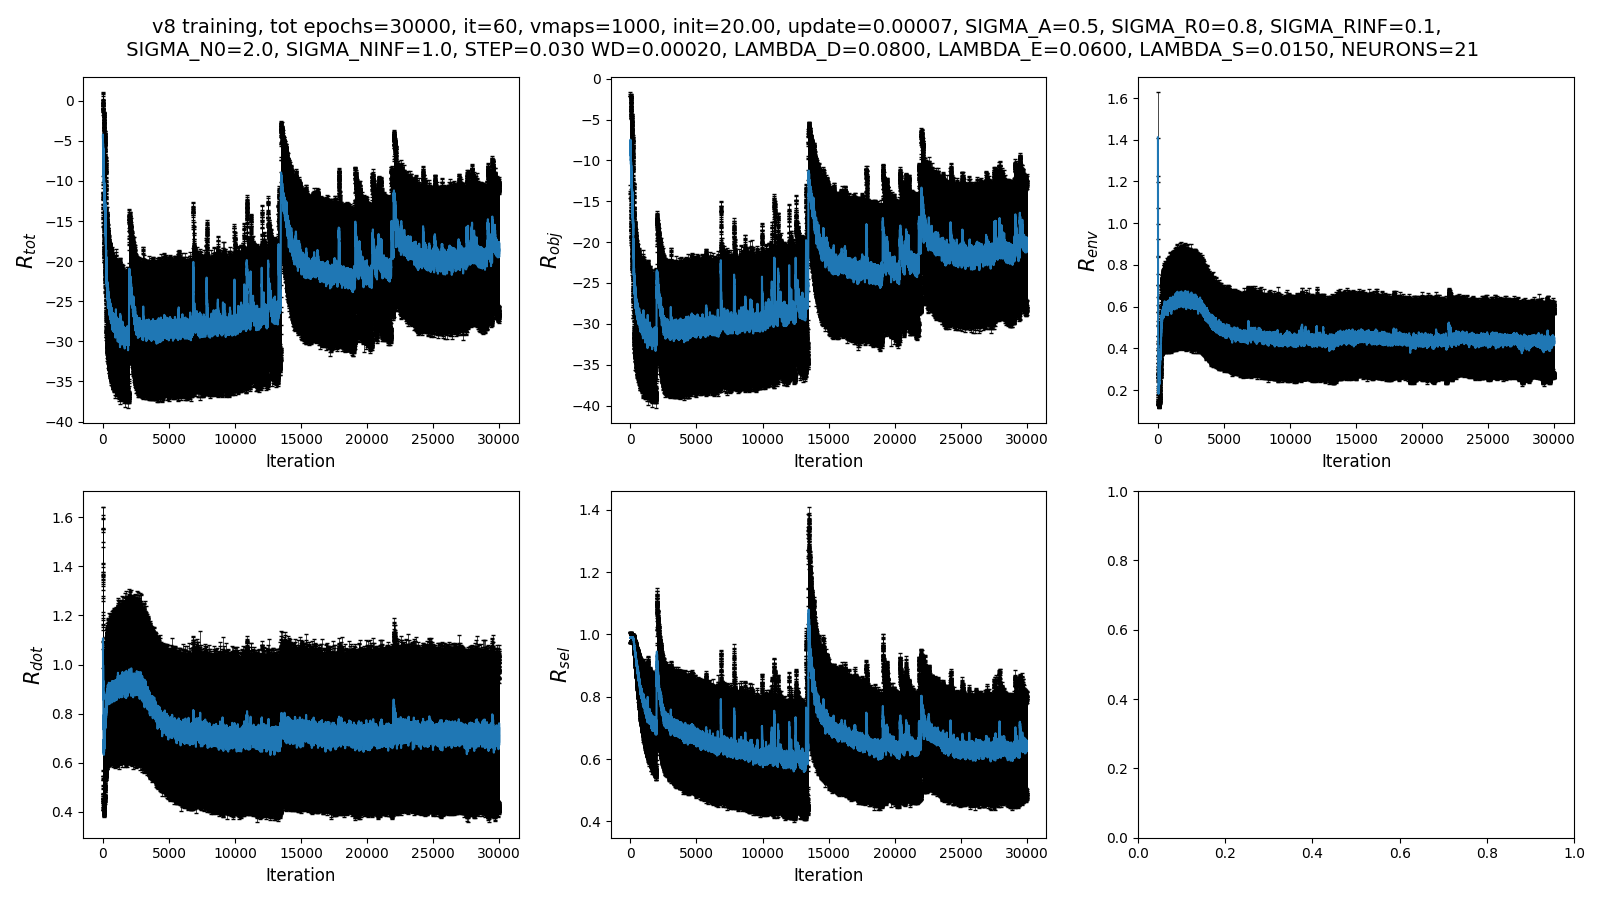 v8 training, tot epochs=30000, it=60, vmaps=1000, init=20.00, update=0.00007, SIGMA_A=0.5, SIGMA_R0=0.8, SIGMA_RINF=0.1,
SIGMA_N0=2.0, SIGMA_NINF=1.0, STEP=0.030 WD=0.00020, LAMBDA_D=0.0800, LAMBDA_E=0.0600, LAMBDA_S=0.0150, NEURONS=21
R_tot
0
−5
−10
−15
−20
−25
−30
−35
−40
0 5000 10000 15000 20000 25000 30000
Iteration
R_obj
0
−5
−10
−15
−20
−25
−30
−35
−40
0 5000 10000 15000 20000 25000 30000
Iteration
R_env
1.6
1.4
1.2
1.0
0.8
0.6
0.4
0.2
0 5000 10000 15000 20000 25000 30000
Iteration
R_dot
1.6
1.4
1.2
1.0
0.8
0.6
0.4
0 5000 10000 15000 20000 25000 30000
Iteration
R_sel
1.4
1.2
1.0
0.8
0.6
0.4
0 5000 10000 15000 20000 25000 30000
Iteration
1.0
0.8
0.6
0.4
0.2
0.0
0.0 0.2 0.4 0.6 0.8 1.0